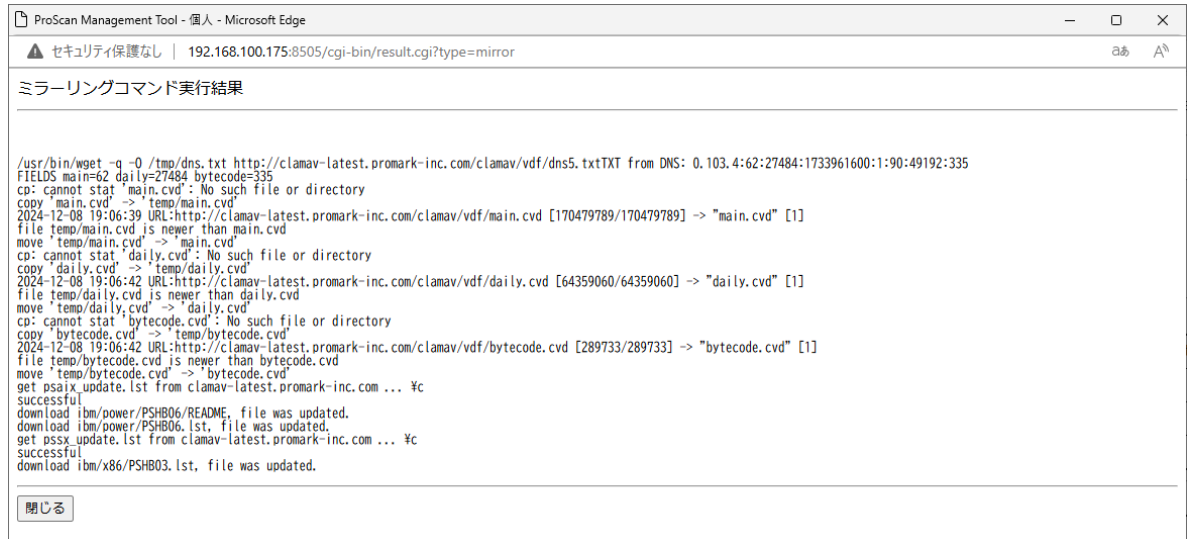 ProScan Management Tool - 個人 - Microsoft Edge
セキュリティ保護なし | 192.168.100.175:8505/cgi-bin/result.cgi?type=mirror
aあ
A
ミラーリングコマンド実行結果
/usr/bin/wget -q -O /tmp/dns.txt http://clamav-latest.promark-inc.com/clamav/vdf/dns5.txtTXT from DNS: 0.103.4:62:27484:1733961600:1:90:49192:335
FIELDS main=62 daily=27484 bytecode=335
cp: cannot stat 'main.cvd': No such file or directory
copy 'main.cvd' -> 'temp/main.cvd'
2024-12-08 19:06:39 URL:http://clamav-latest.promark-inc.com/clamav/vdf/main.cvd [170479789/170479789] -> "main.cvd" [1]
file temp/main.cvd is newer than main.cvd
move 'temp/main.cvd' -> 'main.cvd'
cp: cannot stat 'daily.cvd': No such file or directory
copy 'daily.cvd' -> 'temp/daily.cvd'
2024-12-08 19:06:42 URL:http://clamav-latest.promark-inc.com/clamav/vdf/daily.cvd [64359060/64359060] -> "daily.cvd" [1]
file temp/daily.cvd is newer than daily.cvd
move 'temp/daily.cvd' -> 'daily.cvd'
cp: cannot stat 'bytecode.cvd': No such file or directory
copy 'bytecode.cvd' -> 'temp/bytecode.cvd'
2024-12-08 19:06:42 URL:http://clamav-latest.promark-inc.com/clamav/vdf/bytecode.cvd [289733/289733] -> "bytecode.cvd" [1]
file temp/bytecode.cvd is newer than bytecode.cvd
move 'temp/bytecode.cvd' -> 'bytecode.cvd'
get psaix_update.lst from clamav-latest.promark-inc.com ... ¥c
successful
download ibm/power/PSHB06/README, file was updated.
download ibm/power/PSHB06.lst, file was updated.
get pssx_update.lst from clamav-latest.promark-inc.com ... ¥c
successful
download ibm/x86/PSHB03.lst, file was updated.
閉じる